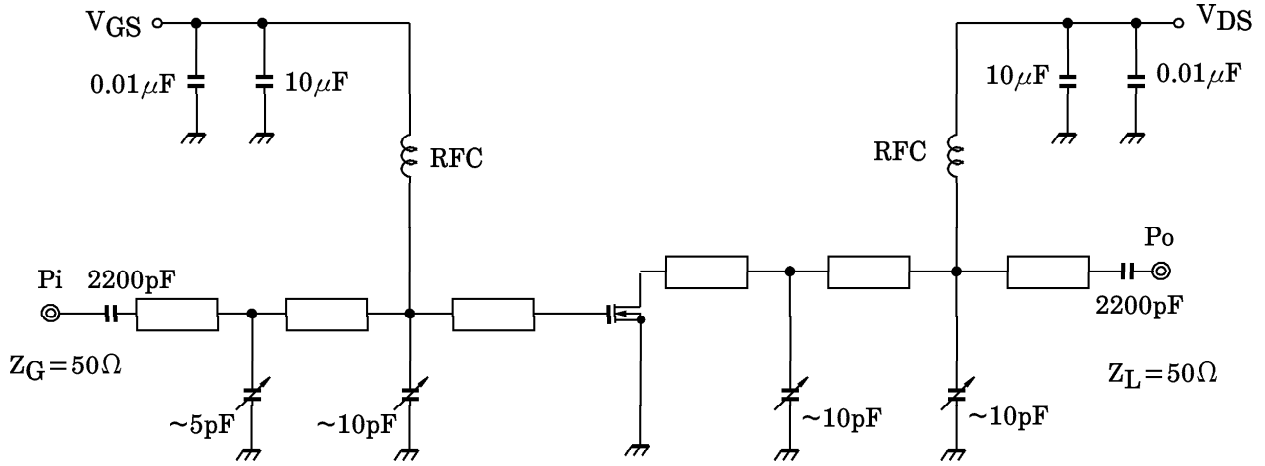 VGS
VDS
0.01μF
10μF
10μF
0.01μF
RFC
RFC
Pi
2200pF
Po
2200pF
ZG=50Ω
ZL=50Ω
~5pF
~10pF
~10pF
~10pF